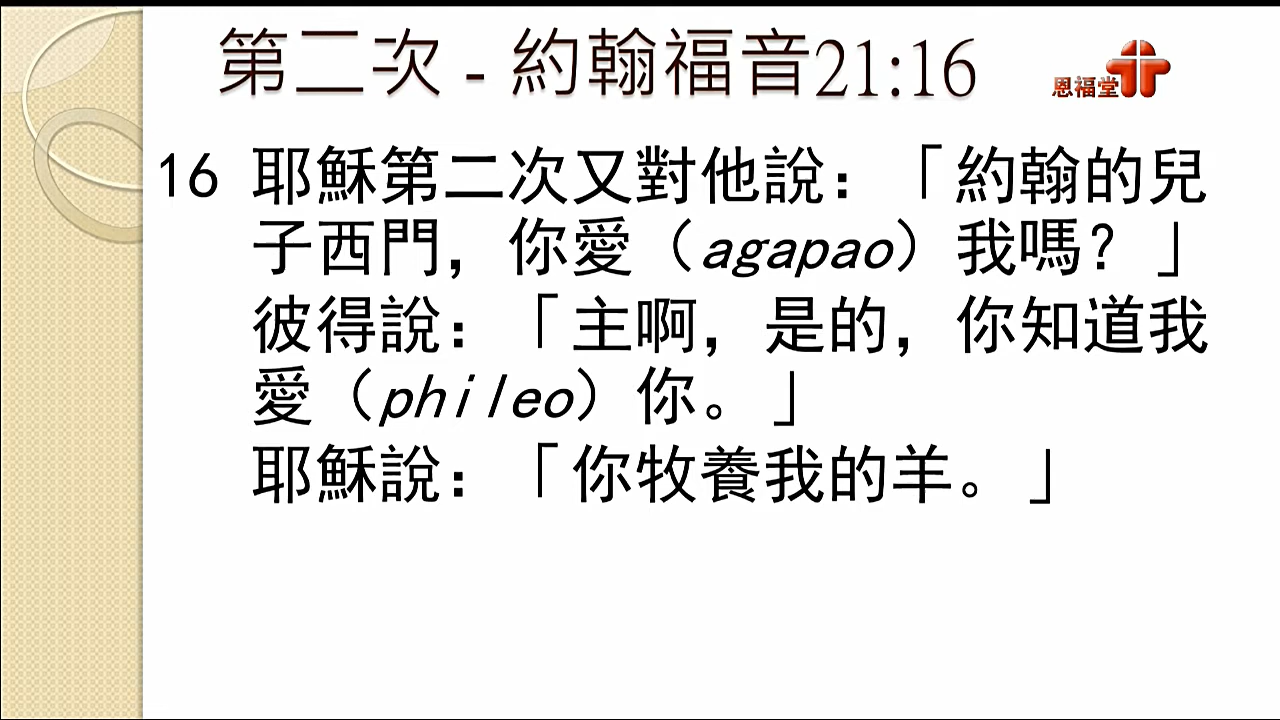 第二次 - 約翰福音21:16
恩福堂
16 耶穌第二次又對他說：「約翰的兒
子西門，你愛（agapao）我嗎？」
彼得說：「主啊，是的，你知道我
愛（phileo）你。」
耶穌說：「你牧養我的羊。」